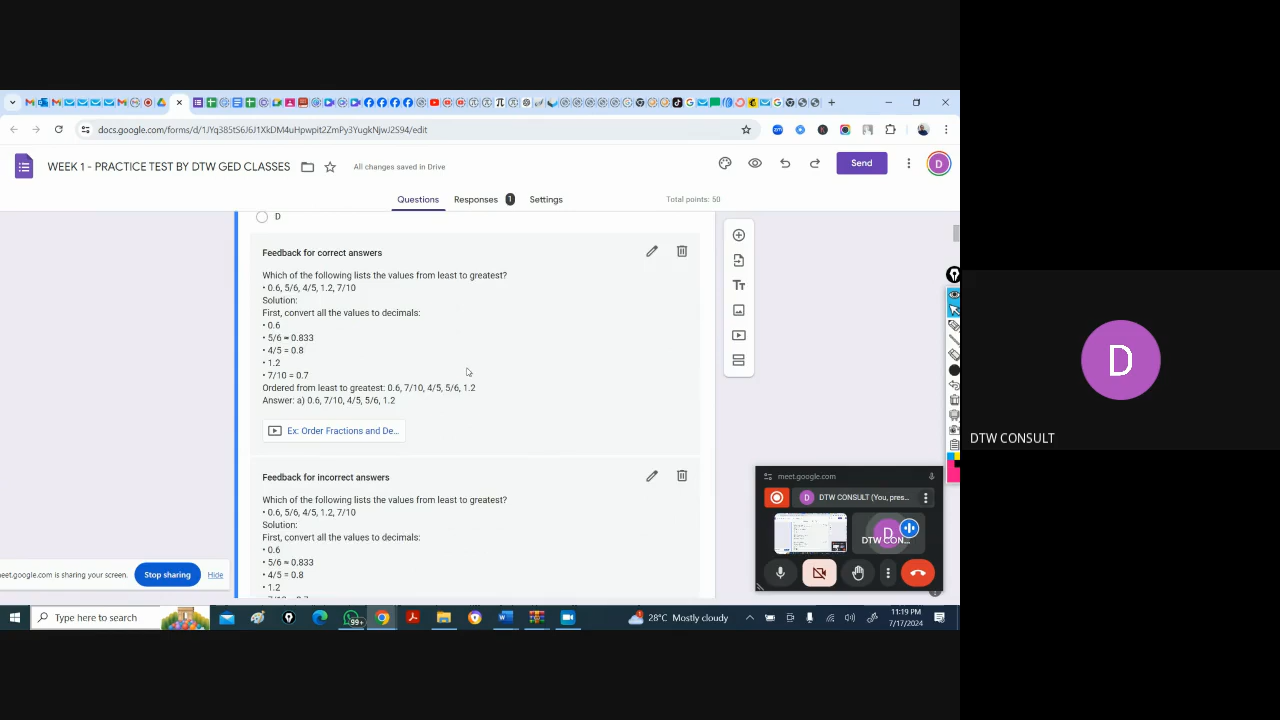 docs.google.com/forms/d/1JYq385tS6J6J1XkDM4uHpwpit2ZmPy3YugkNjwJ2S94/edit
WEEK 1 - PRACTICE TEST BY DTW GED CLASSES
All changes saved in Drive
Send
D
Questions
Responses
1
Settings
Total points: 50
D
Feedback for correct answers
Which of the following lists the values from least to greatest?
• 0.6, 5/6, 4/5, 1.2, 7/10
Solution:
First, convert all the values to decimals:
• 0.6
• 5/6 ≈ 0.833
• 4/5 = 0.8
• 1.2
• 7/10 = 0.7
Ordered from least to greatest: 0.6, 7/10, 4/5, 5/6, 1.2
Answer: a) 0.6, 7/10, 4/5, 5/6, 1.2
Ex: Order Fractions and De...
Feedback for incorrect answers
Which of the following lists the values from least to greatest?
• 0.6, 5/6, 4/5, 1.2, 7/10
Solution:
First, convert all the values to decimals:
• 0.6
• 5/6 ≈ 0.833
• 4/5 = 0.8
• 1.2
meet.google.com
DTW CONSULT (You, pres...
D
DTW CON...
meet.google.com is sharing your screen.
Stop sharing
Hide
Type here to search
99+
28°C Mostly cloudy
11:19 PM
7/17/2024
D
DTW CONSULT